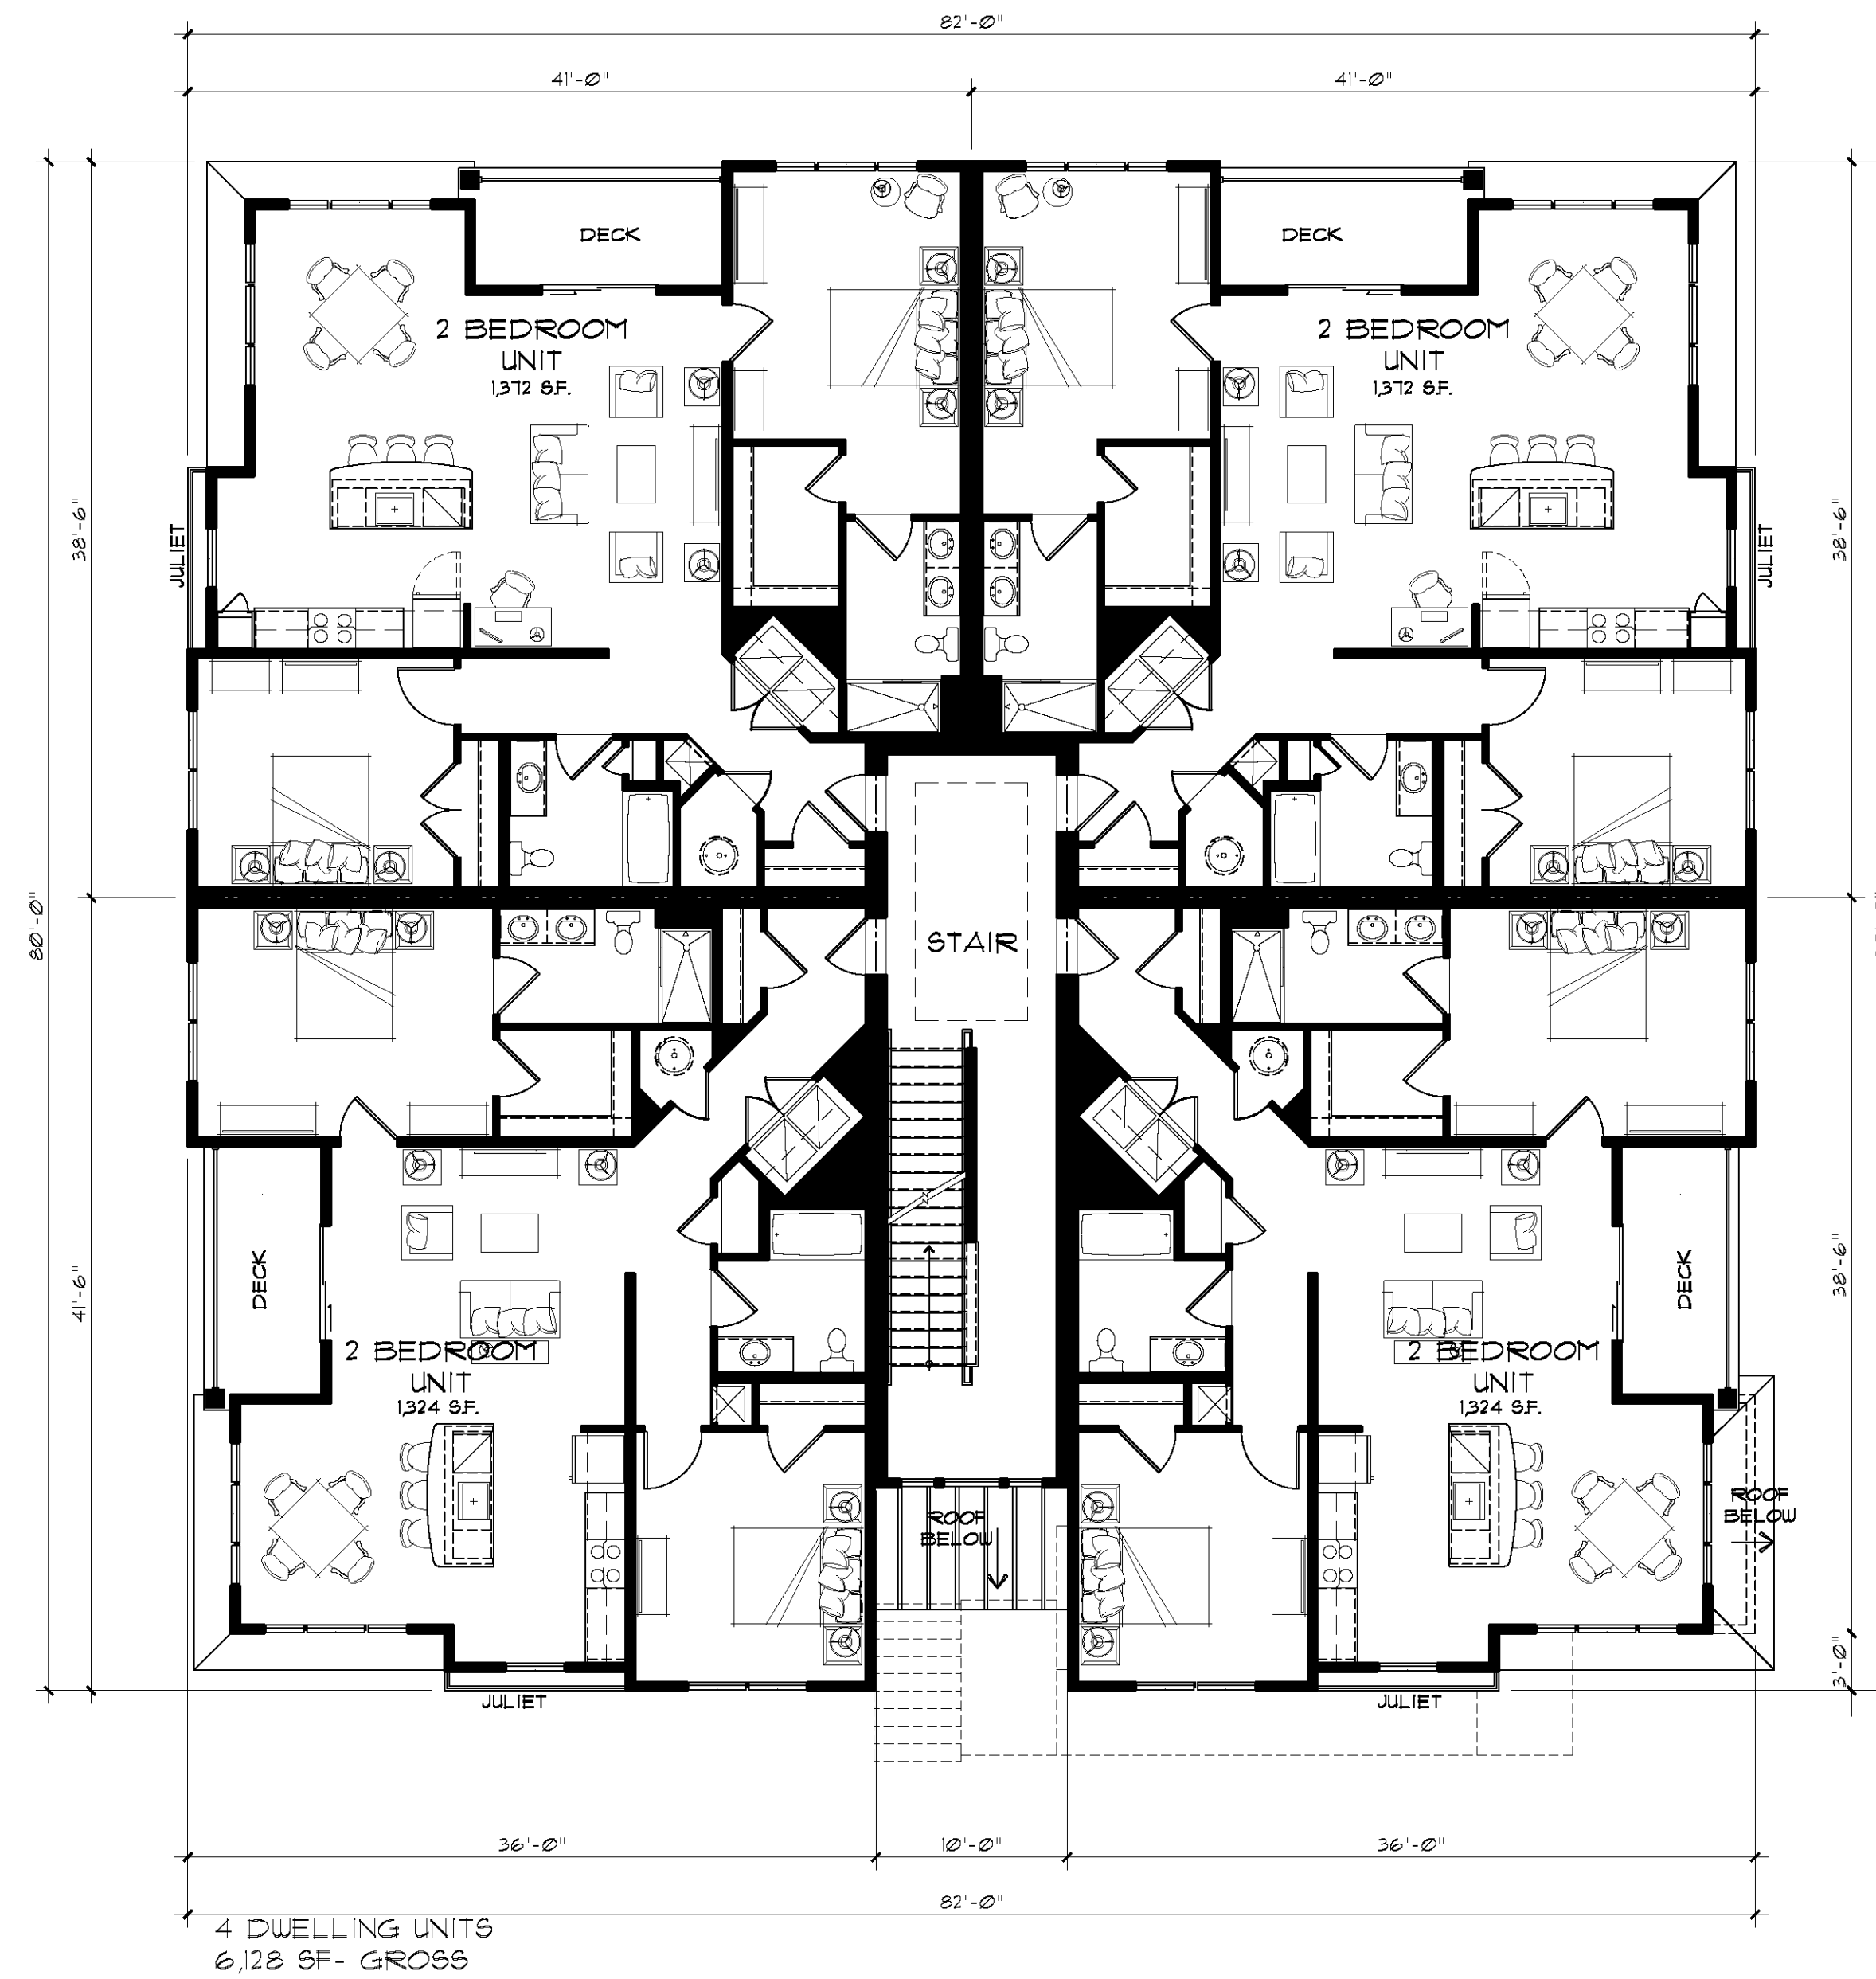 82'-0"
41'-0"
41'-0"
DECK
DECK
2 BEDROOM
UNIT
1,372 S.F.
2 BEDROOM
UNIT
1,372 S.F.
38'-6"
JULIET
JULIET
38'-6"
80'-0"
STAIR
41'-6"
DECK
DECK
38'-6"
2 BEDROOM
UNIT
1,324 S.F.
2 BEDROOM
UNIT
1,324 S.F.
ROOF
BELOW
ROOF
BELOW
3'-0"
JULIET
JULIET
36'-0"
10'-0"
36'-0"
82'-0"
4 DWELLING UNITS
6,128 SF- GROSS